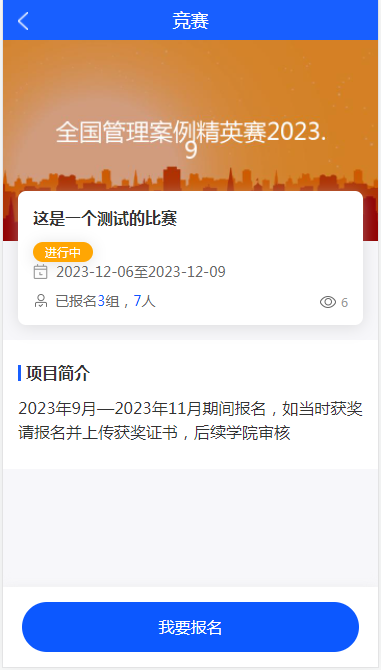 竞赛
全国管理案例精英赛2023.
9
这是一个测试的比赛
进行中
2023-12-06至2023-12-09
已报名3组，7人
6
项目简介
2023年9月—2023年11月期间报名，如当时获奖
请报名并上传获奖证书，后续学院审核
我要报名